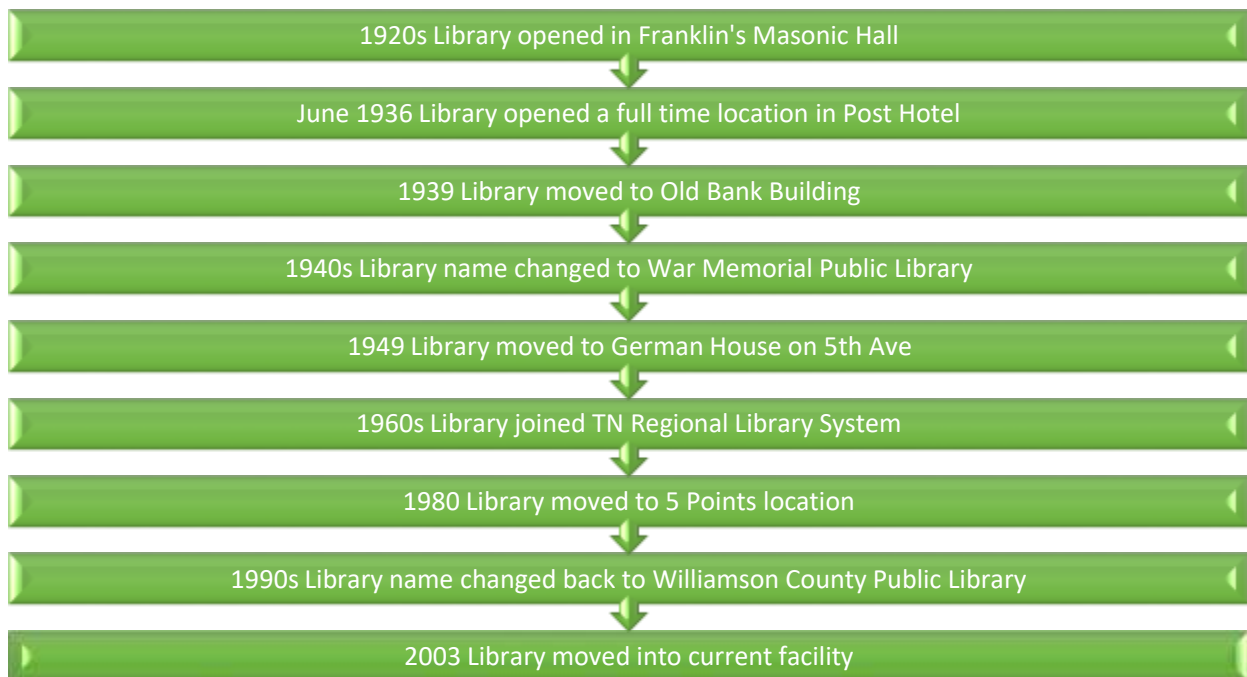 1920s Library opened in Franklin's Masonic Hall
June 1936 Library opened a full time location in Post Hotel
1939 Library moved to Old Bank Building
1940s Library name changed to War Memorial Public Library
1949 Library moved to German House on 5th Ave
1960s Library joined TN Regional Library System
1980 Library moved to 5 Points location
1990s Library name changed back to Williamson County Public Library
2003 Library moved into current facility